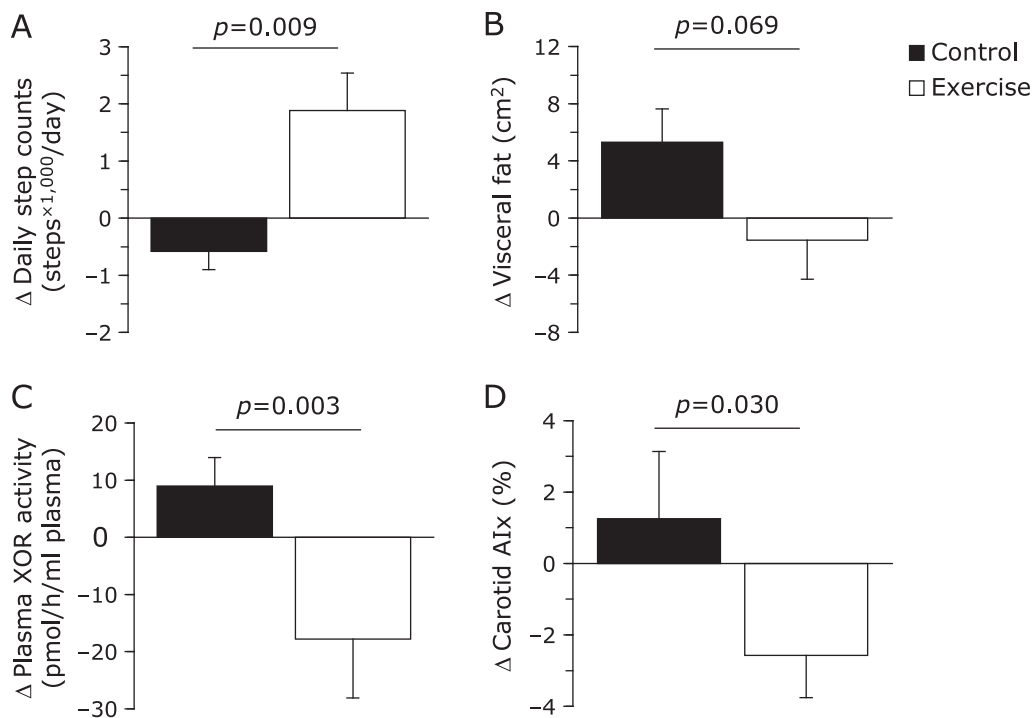 A
p=0.009
3
2
1
0
−1
−2
Δ Daily step counts
(steps×1,000/day)
B
p=0.069
12
8
4
0
−4
−8
Δ Visceral fat (cm2)
Control
Exercise
C
p=0.003
20
10
0
−10
−20
−30
Δ Plasma XOR activity
(pmol/h/ml plasma)
D
p=0.030
4
2
0
−2
−4
Δ Carotid AIx (%)